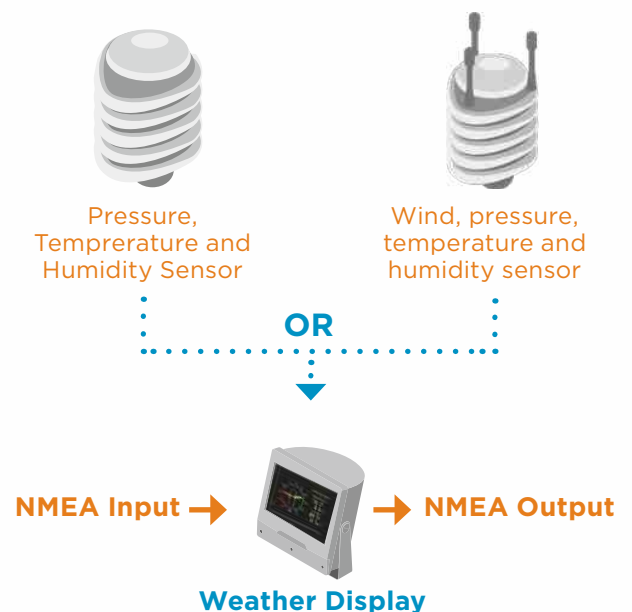 Pressure,
Temprerature and
Humidity Sensor
Wind, pressure,
temperature and
humidity sensor
OR
NMEA Input
NMEA Output
Weather Display